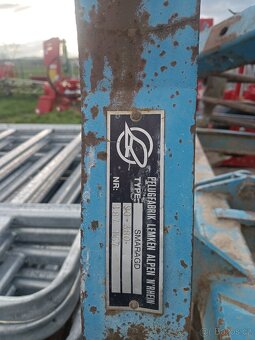 PFLUGFABRIK LEMKEN ALPEN N'RHEIN
TYPE: SMARAGD
NR: